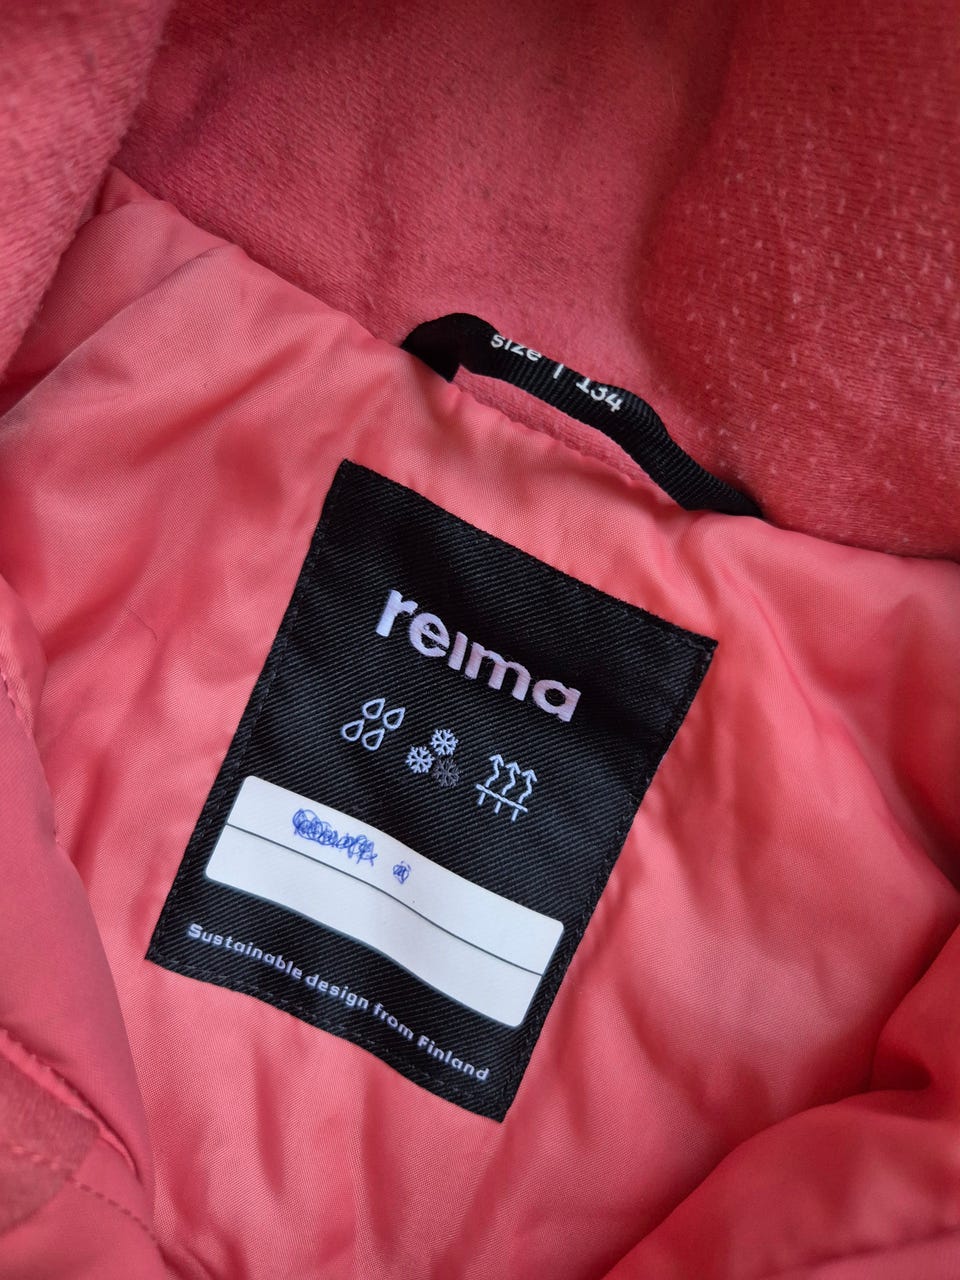 size | 134
reima
Sustainable design from Finland